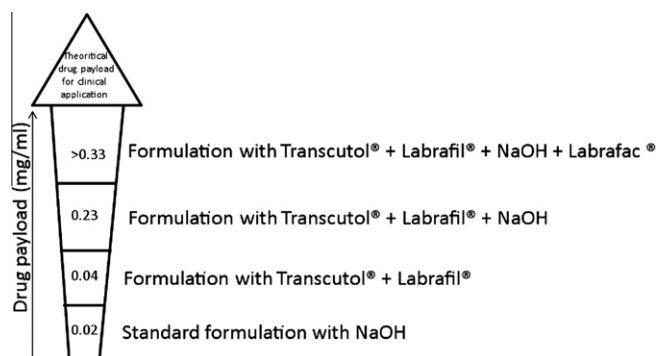 Theoritical
drug payload
for clinical
application
Drug payload (mg/ml)
>0.33
Formulation with Transcutol® + Labrafil® + NaOH + Labrafac ®
0.23
Formulation with Transcutol® + Labrafil® + NaOH
0.04
Formulation with Transcutol® + Labrafil®
0.02
Standard formulation with NaOH